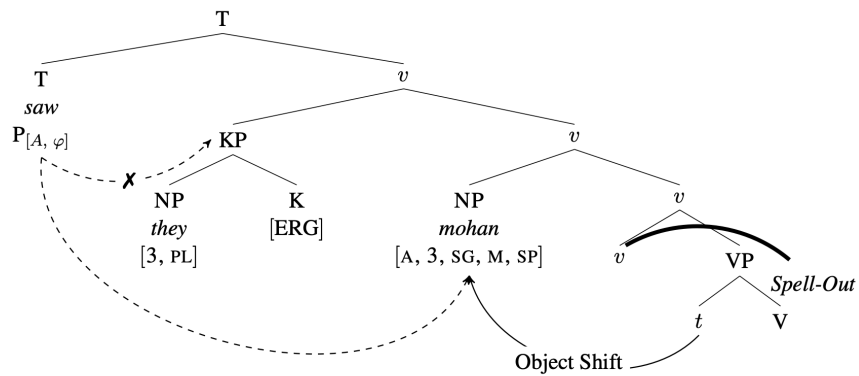 T
T
v
saw
P[A, φ]
KP
v
✗
NP
K
NP
v
they
[ERG]
mohan
[3, PL]
[A, 3, SG, M, SP]
v
VP
Spell-Out
t
V
Object Shift